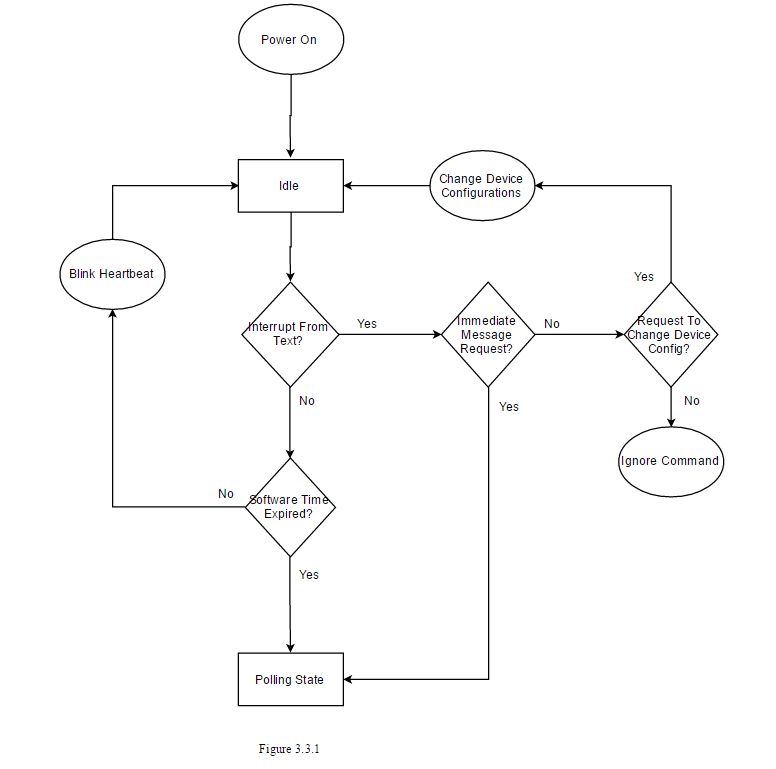 Power On
Idle
Change Device
Configurations
Blink Heartbeat
Yes
Interrupt From
Text?
Yes
Immediate
Message
Request?
No
Request To
Change Device
Config?
No
Yes
No
Ignore Command
No
Software Time
Expired?
Yes
Polling State
Figure 3.3.1